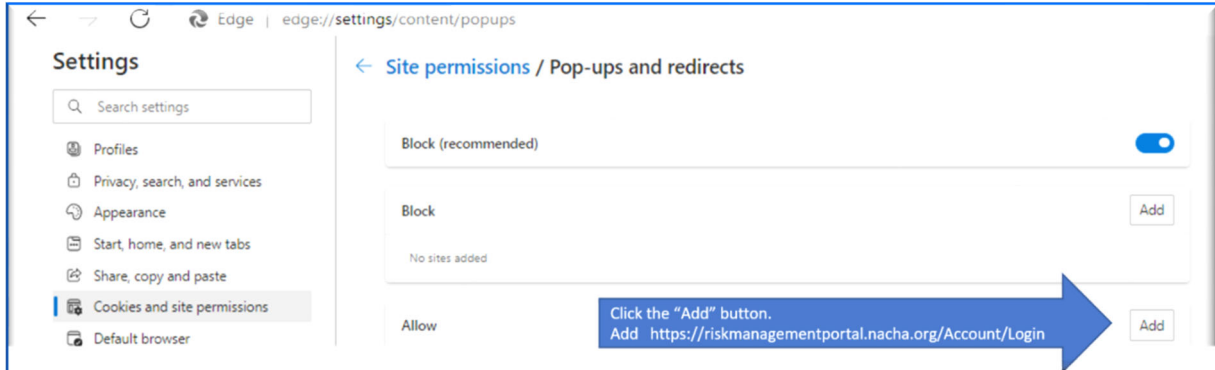 Edge | edge://settings/content/popups
Settings
Site permissions / Pop-ups and redirects
Search settings
Block (recommended)
Profiles
Privacy, search, and services
Appearance
Block
Add
Start, home, and new tabs
No sites added
Share, copy and paste
Cookies and site permissions
Default browser
Allow
Click the “Add” button.
Add https://riskmanagementportal.nacha.org/Account/Login
Add